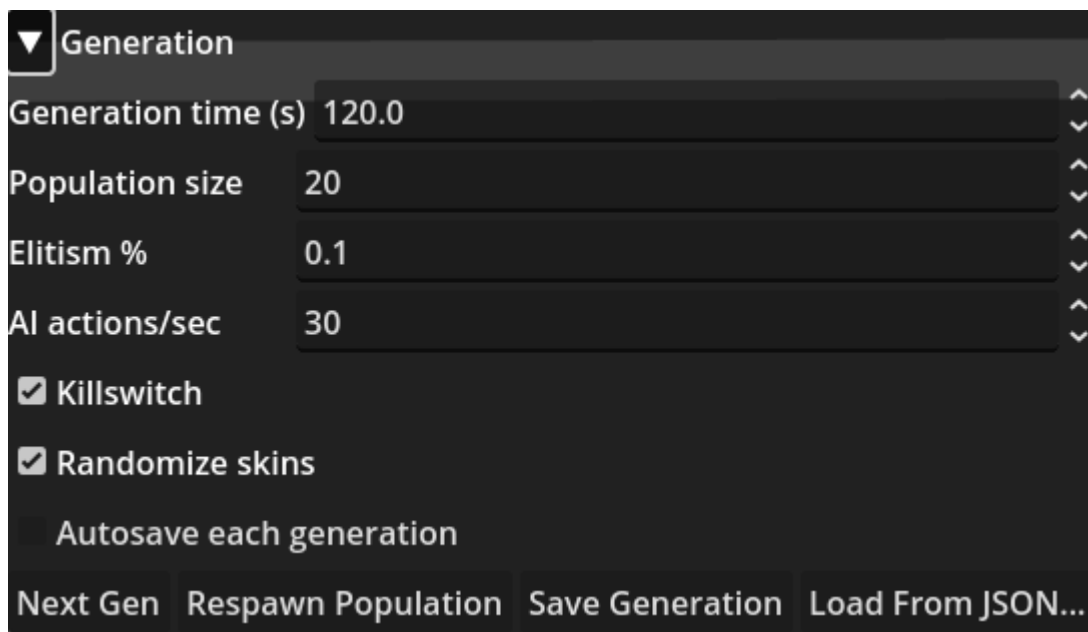 Generation
Generation time (s) 120.0
Population size 20
Elitism % 0.1
AI actions/sec 30
Killswitch
Randomize skins
Autosave each generation
Next Gen Respawn Population Save Generation Load From JSON...